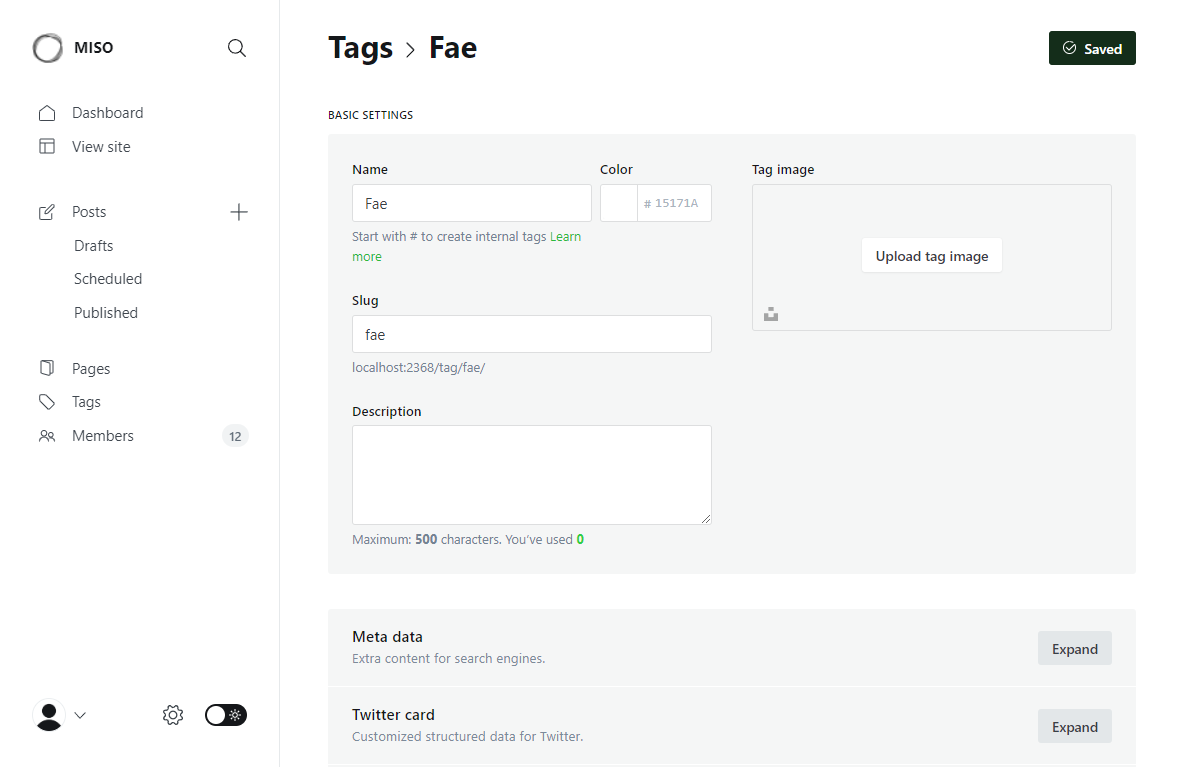 MISO
Dashboard
View site
Posts
Drafts
Scheduled
Published
Pages
Tags
Members 12
Tags > Fae
Saved
BASIC SETTINGS
Name
Fae
Start with # to create internal tags Learn
more
Color
# 15171A
Slug
fae
localhost:2368/tag/fae/
Description
Maximum: 500 characters. You’ve used 0
Tag image
Upload tag image
Meta data
Extra content for search engines.
Expand
Twitter card
Customized structured data for Twitter.
Expand